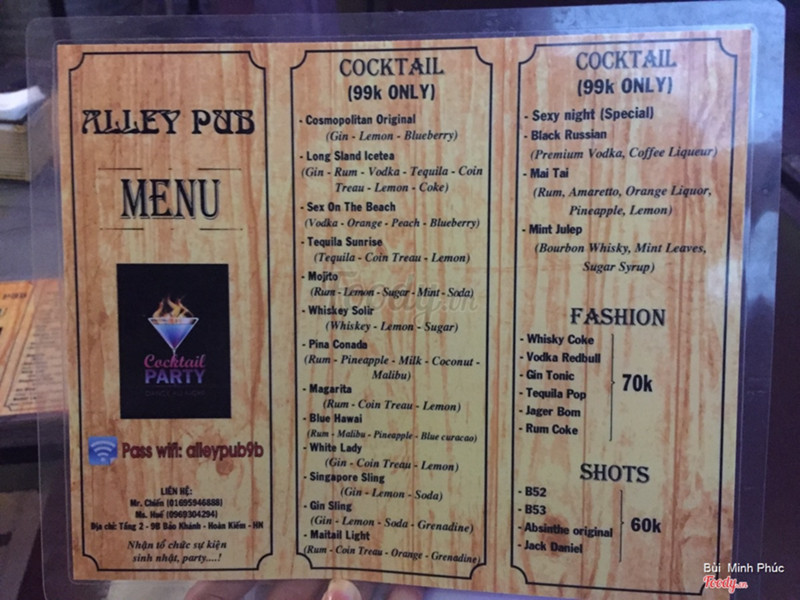 ALLEY PUB
MENU
Cocktail
PARTY
Pass wifi: alleypub9b
LIÊN HỆ:
Mr. Chiến (01695946888)
Ms. Huế (0969304294)
Địa chỉ: Tầng 2 - 9B Bảo Khánh - Hoàn Kiếm - HN
Nhận tổ chức sự kiện
sinh nhật, party....!
COCKTAIL
(99k ONLY)
- Cosmopolitan Original
(Gin - Lemon - Blueberry)
- Long Sland Icetea
(Gin - Rum - Vodka - Tequila - Coin
Treau - Lemon - Coke)
- Sex On The Beach
(Vodka - Orange - Peach - Blueberry)
- Tequila Sunrise
(Tequila - Coin Treau - Lemon)
- Mojito
(Rum - Lemon - Sugar - Mint - Soda)
- Whiskey Solir
(Whiskey - Lemon - Sugar)
- Pina Conada
(Rum - Pineapple - Milk - Coconut -
Malibu)
- Magarita
(Rum - Coin Treau - Lemon)
- Blue Hawai
(Rum - Malibu - Pineapple - Blue curacao)
- White Lady
(Gin - Coin Treau - Lemon)
- Singapore Sling
(Gin - Lemon - Soda)
- Gin Sling
(Gin - Lemon - Soda - Grenadine)
- Maitail Light
(Rum - Coin Treau - Orange - Grenadine)
COCKTAIL
(99k ONLY)
- Sexy night (Special)
- Black Russian
(Premium Vodka, Coffee Liqueur)
- Mai Tai
(Rum, Amaretto, Orange Liquor,
Pineapple, Lemon)
- Mint Julep
(Bourbon Whisky, Mint Leaves,
Sugar Syrup)
FASHION
- Whisky Coke
- Vodka Redbull
- Gin Tonic
- Tequila Pop
- Jager Bom
- Rum Coke
70k
SHOTS
- B52
- B53
- Absinthe original
- Jack Daniel
60k
Bùi Minh Phúc
Foody.vn